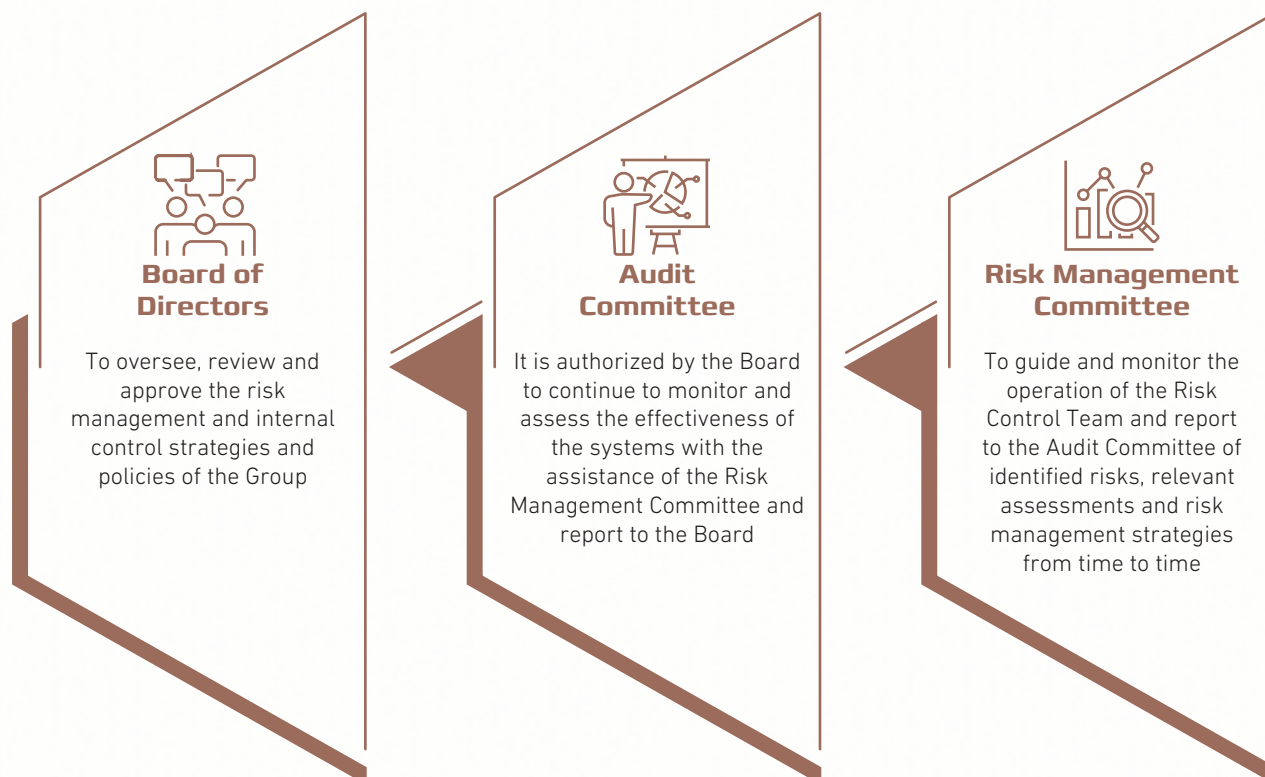 Board of
Directors
To oversee, review and
approve the risk
management and internal
control strategies and
policies of the Group
Audit
Committee
It is authorized by the Board
to continue to monitor and
assess the effectiveness of
the systems with the
assistance of the Risk
Management Committee and
report to the Board
Risk Management
Committee
To guide and monitor the
operation of the Risk
Control Team and report
to the Audit Committee of
identified risks, relevant
assessments and risk
management strategies
from time to time